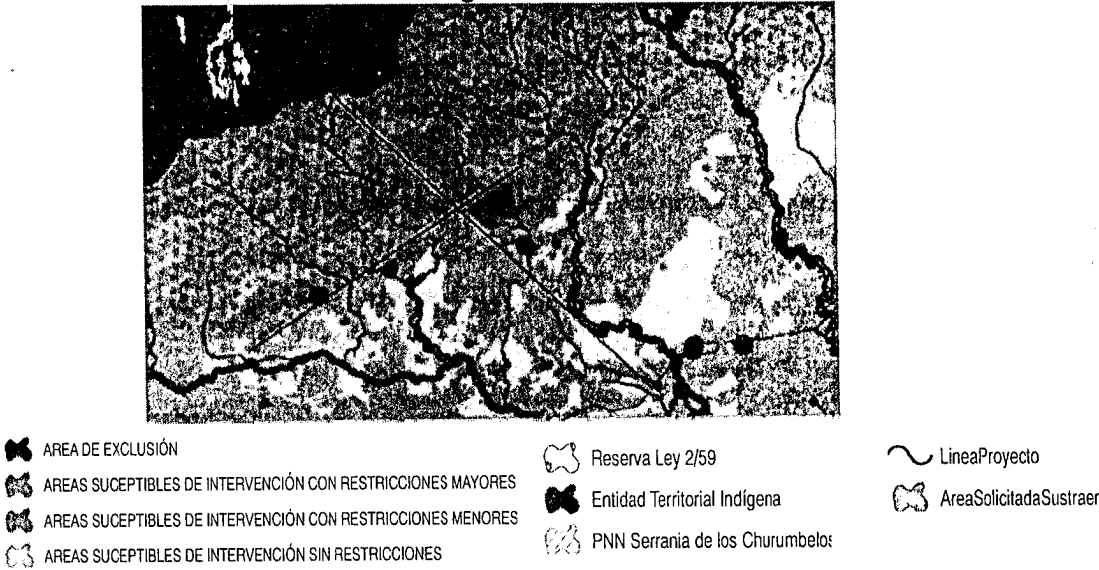 AREA DE EXCLUSIÓN
AREAS SUCEPTIBLES DE INTERVENCIÓN CON RESTRICCIONES MAYORES
AREAS SUCEPTIBLES DE INTERVENCIÓN CON RESTRICCIONES MENORES
AREAS SUCEPTIBLES DE INTERVENCIÓN SIN RESTRICCIONES
Reserva Ley 2/59
Entidad Territorial Indígena
PNN Serrania de los Churumbelos
LineaProyecto
AreaSolicitadaSustraer